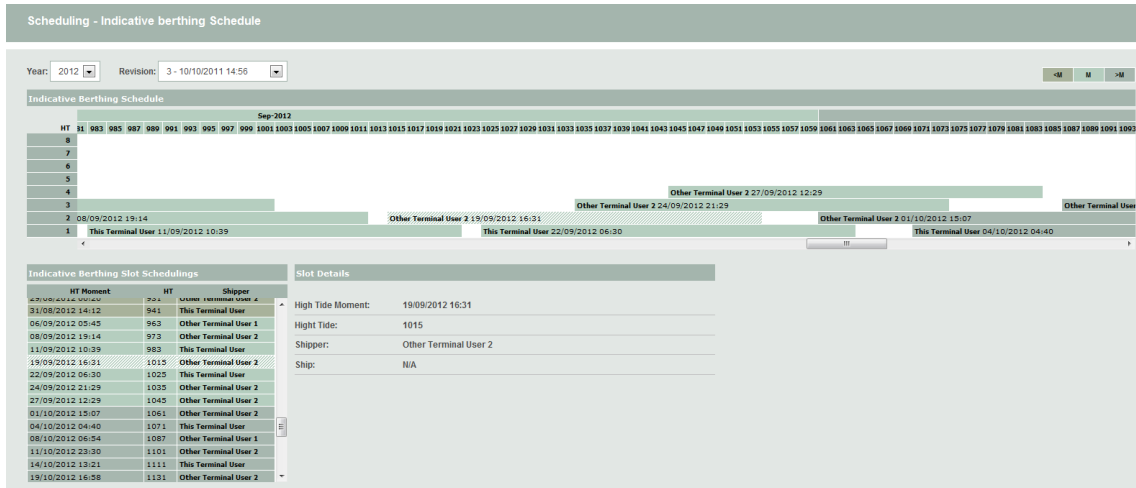 Scheduling - Indicative berthing Schedule
Year: 2012 Revision: 3 - 10/10/2011 14:56 <M M >M
Indicative Berthing Schedule
Sep-2012
HT 31 983 985 987 989 991 993 995 997 999 1001 1003 1005 1007 1009 1011 1013 1015 1017 1019 1021 1023 1025 1027 1029 1031 1033 1035 1037 1039 1041 1043 1045 1047 1049 1051 1053 1055 1057 1059 1061 1063 1065 1067 1069 1071 1073 1075 1077 1079 1081 1083 1085 1087 1089 1091 1093
8
7
6
5
4 Other Terminal User 2 27/09/2012 12:29
3 Other Terminal User 2 24/09/2012 21:29 Other Terminal User
2 08/09/2012 19:14 Other Terminal User 2 19/09/2012 16:31 Other Terminal User 2 01/10/2012 15:07
1 This Terminal User 11/09/2012 10:39 This Terminal User 22/09/2012 06:30 This Terminal User 04/10/2012 04:40
Indicative Berthing Slot Schedulings
HT Moment HT Shipper
29/08/2012 00:26 931 Other Terminal User 2
31/08/2012 14:12 941 This Terminal User
06/09/2012 05:45 963 Other Terminal User 1
08/09/2012 19:14 973 Other Terminal User 2
11/09/2012 10:39 983 This Terminal User
19/09/2012 16:31 1015 Other Terminal User 2
22/09/2012 06:30 1025 This Terminal User
24/09/2012 21:29 1035 Other Terminal User 2
27/09/2012 12:29 1045 Other Terminal User 2
01/10/2012 15:07 1061 Other Terminal User 2
04/10/2012 04:40 1071 This Terminal User
08/10/2012 06:54 1087 Other Terminal User 1
11/10/2012 23:30 1101 Other Terminal User 2
14/10/2012 13:21 1111 This Terminal User
19/10/2012 16:58 1131 Other Terminal User 2
Slot Details
High Tide Moment: 19/09/2012 16:31
Hight Tide: 1015
Shipper: Other Terminal User 2
Ship: N/A